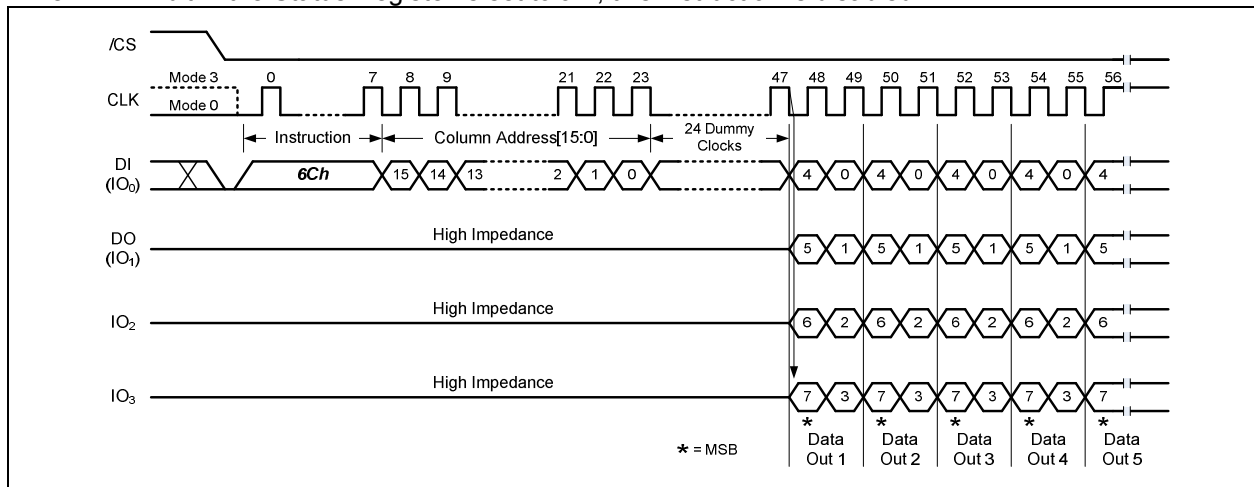 /CS
Mode 3 0 7 8 9 21 22 23 47 48 49 50 51 52 53 54 55 56
CLK
Mode 0
Instruction Column Address[15:0] 24 Dummy
Clocks
DI
(IO₀)
6Ch 15 14 13 2 1 0 4 0 4 0 4 0 4 0 4
DO
(IO₁)
High Impedance
5 1 5 1 5 1 5 1 5
High Impedance
IO₂ 6 2 6 2 6 2 6 2 6
High Impedance
IO₃ 7 3 7 3 7 3 7 3 7
* * * * *
* = MSB
Data Data Data Data Data
Out 1 Out 2 Out 3 Out 4 Out 5